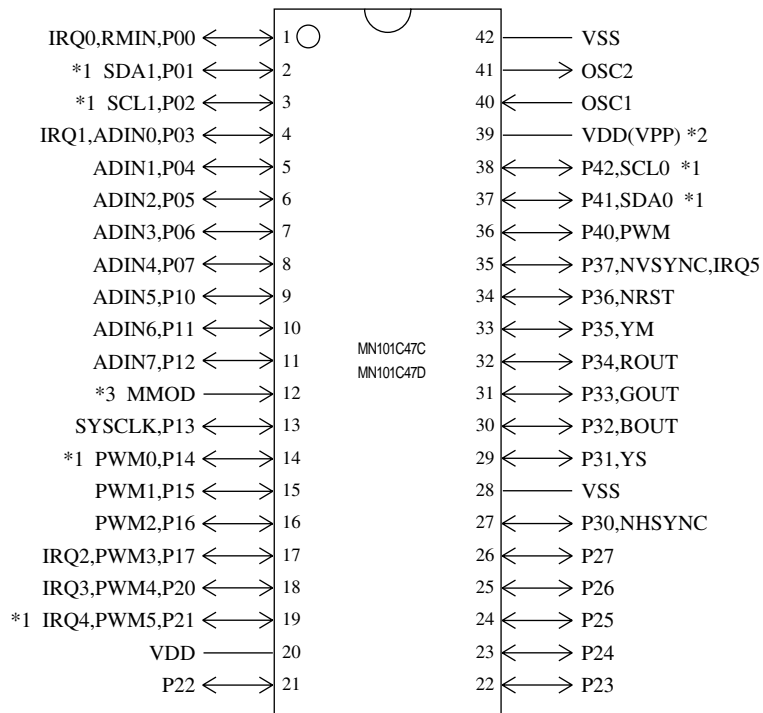 IRQ0,RMIN,P00 1 42 VSS
*1 SDA1,P01 2 41 OSC2
*1 SCL1,P02 3 40 OSC1
IRQ1,ADIN0,P03 4 39 VDD(VPP) *2
ADIN1,P04 5 38 P42,SCL0 *1
ADIN2,P05 6 37 P41,SDA0 *1
ADIN3,P06 7 36 P40,PWM
ADIN4,P07 8 35 P37,NVSYNC,IRQ5
ADIN5,P10 9 34 P36,NRST
ADIN6,P11 10 33 P35,YM
MN101C47C
ADIN7,P12 11 32 P34,ROUT
MN101C47D
*3 MMOD 12 31 P33,GOUT
SYSCLK,P13 13 30 P32,BOUT
*1 PWM0,P14 14 29 P31,YS
PWM1,P15 15 28 VSS
PWM2,P16 16 27 P30,NHSYNC
IRQ2,PWM3,P17 17 26 P27
IRQ3,PWM4,P20 18 25 P26
*1 IRQ4,PWM5,P21 19 24 P25
VDD 20 23 P24
P22 21 22 P23